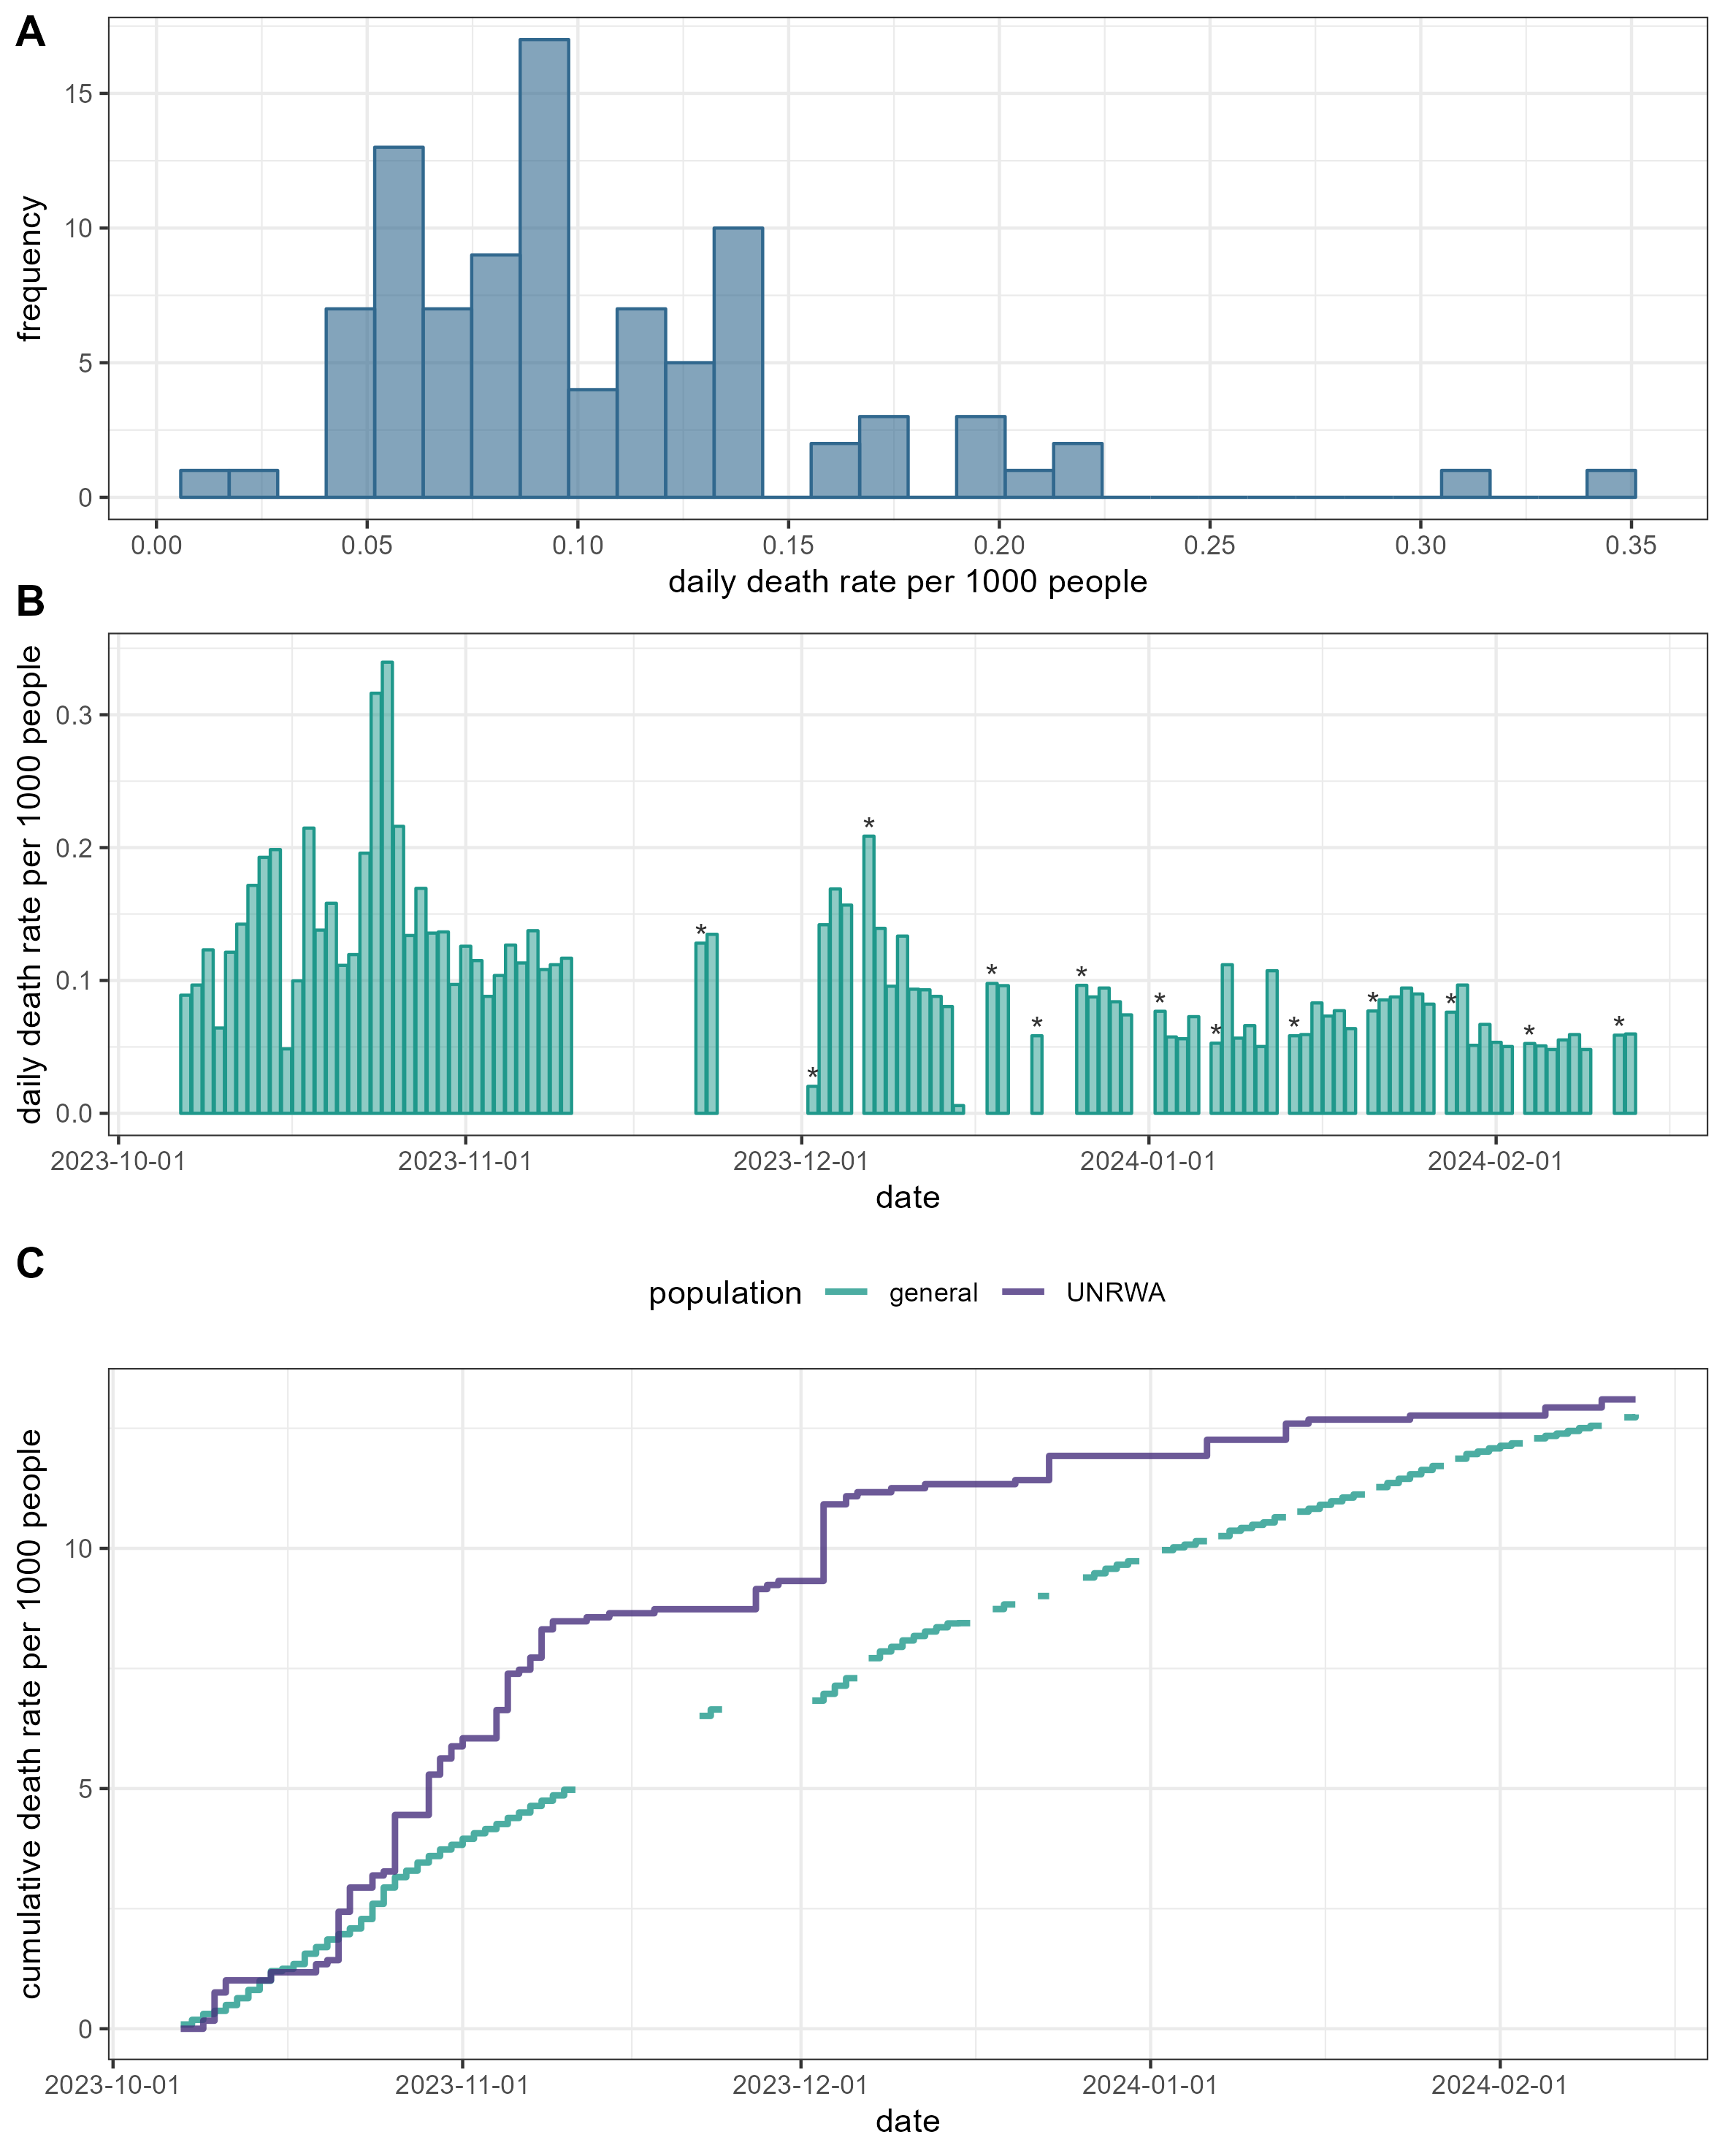 A
frequency
15
10
5
0
0.00 0.05 0.10 0.15 0.20 0.25 0.30 0.35
daily death rate per 1000 people
B
daily death rate per 1000 people
0.3
0.2
0.1
0.0
* * * * * * * * * * * * *
2023-10-01 2023-11-01 2023-12-01 2024-01-01 2024-02-01
date
C
population general UNRWA
cumulative death rate per 1000 people
10
5
0
2023-10-01 2023-11-01 2023-12-01 2024-01-01 2024-02-01
date